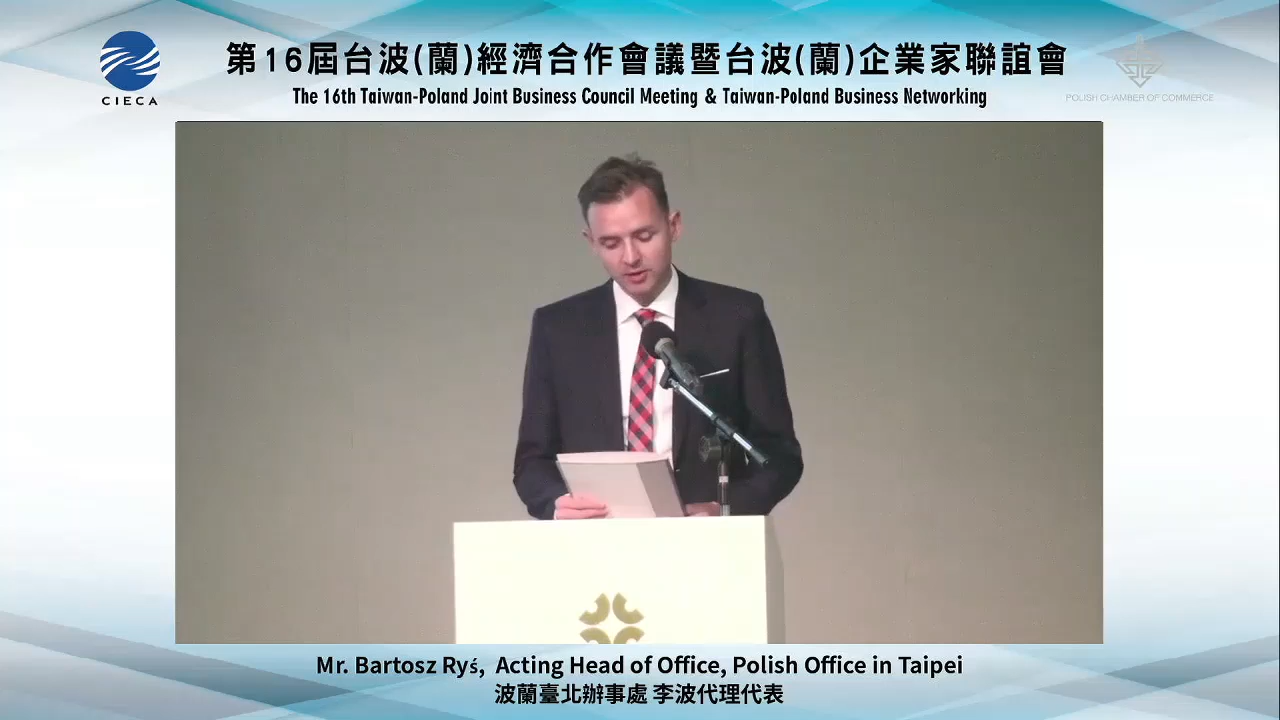 CIECA
第16屆台波(蘭)經濟合作會議暨台波(蘭)企業家聯誼會
The 16th Taiwan-Poland Joint Business Council Meeting & Taiwan-Poland Business Networking
POLISH CHAMBER OF COMMERCE
Mr. Bartosz Ryś, Acting Head of Office, Polish Office in Taipei
波蘭臺北辦事處 李波代理代表